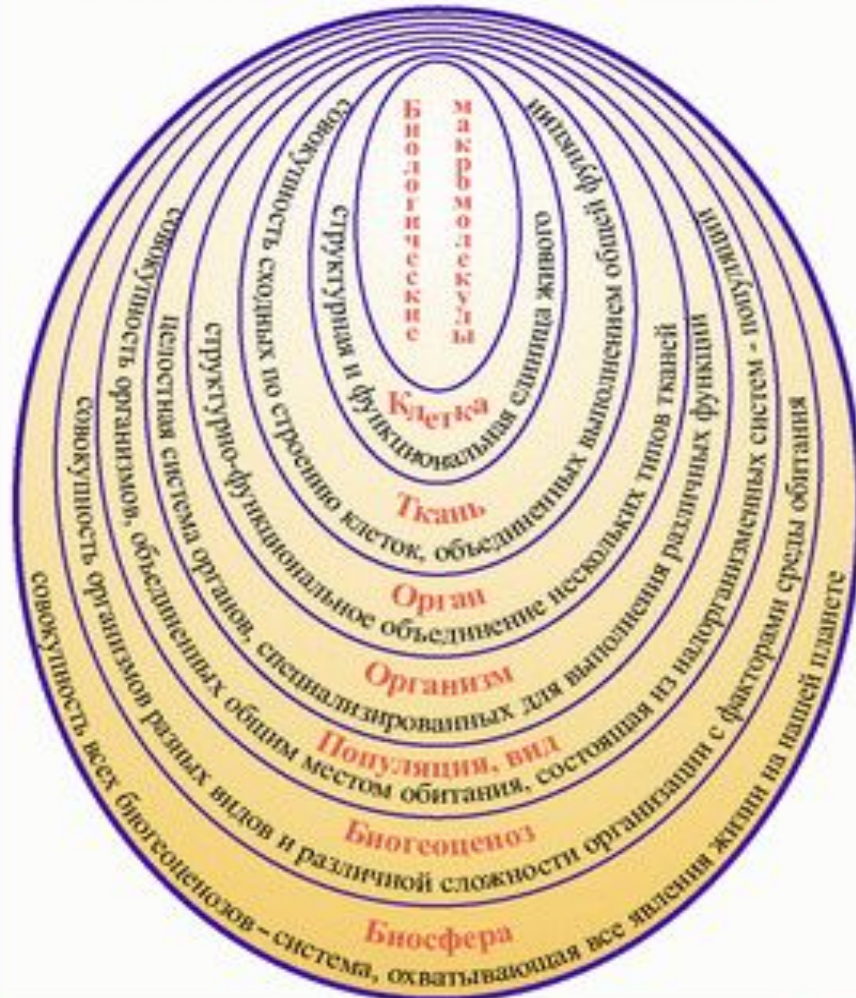 Биологические
макромолекулы
Клетка
структурная и функциональная единица живого
Ткань
совокупность сходных по строению клеток, объединенных выполнением общей функции
Орган
структурно-функциональное объединение нескольких типов тканей
Организм
целостная система органов, специализированных для выполнения различных функций
Популяция, вид
совокупность организмов, объединенных общим местом обитания, состоящая из надорганизменных систем - популяций
Биогеоценоз
совокупность организмов разных видов и различной сложности организации с факторами среды обитания
Биосфера
совокупность всех биогеоценозов – система, охватывающая все явления жизни на нашей планете